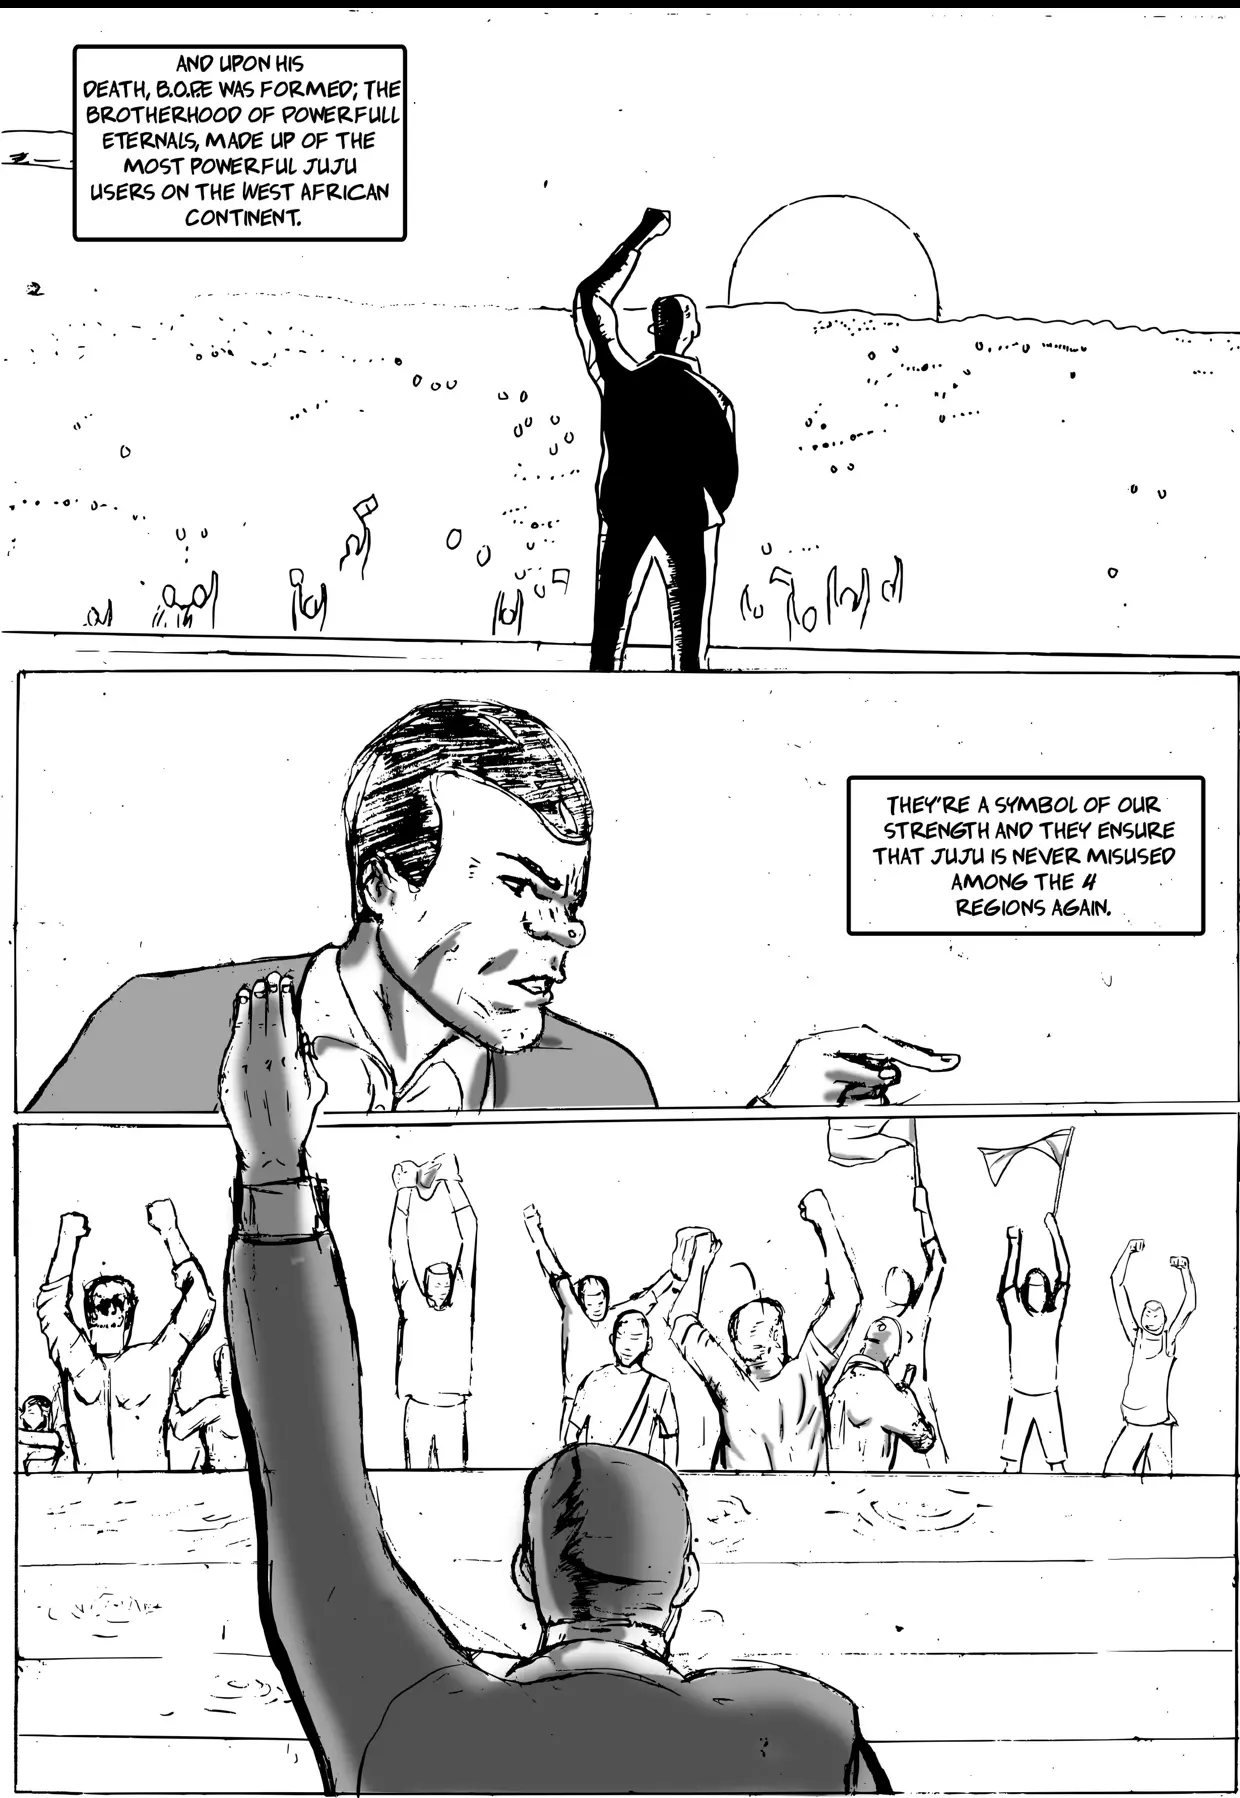 AND UPON HIS
DEATH, B.O.P.E WAS FORMED; THE
BROTHERHOOD OF POWERFULL
ETERNALS, MADE UP OF THE
MOST POWERFUL JUJU
USERS ON THE WEST AFRICAN
CONTINENT.
THEY'RE A SYMBOL OF OUR
STRENGTH AND THEY ENSURE
THAT JUJU IS NEVER MISUSED
AMONG THE 4
REGIONS AGAIN.